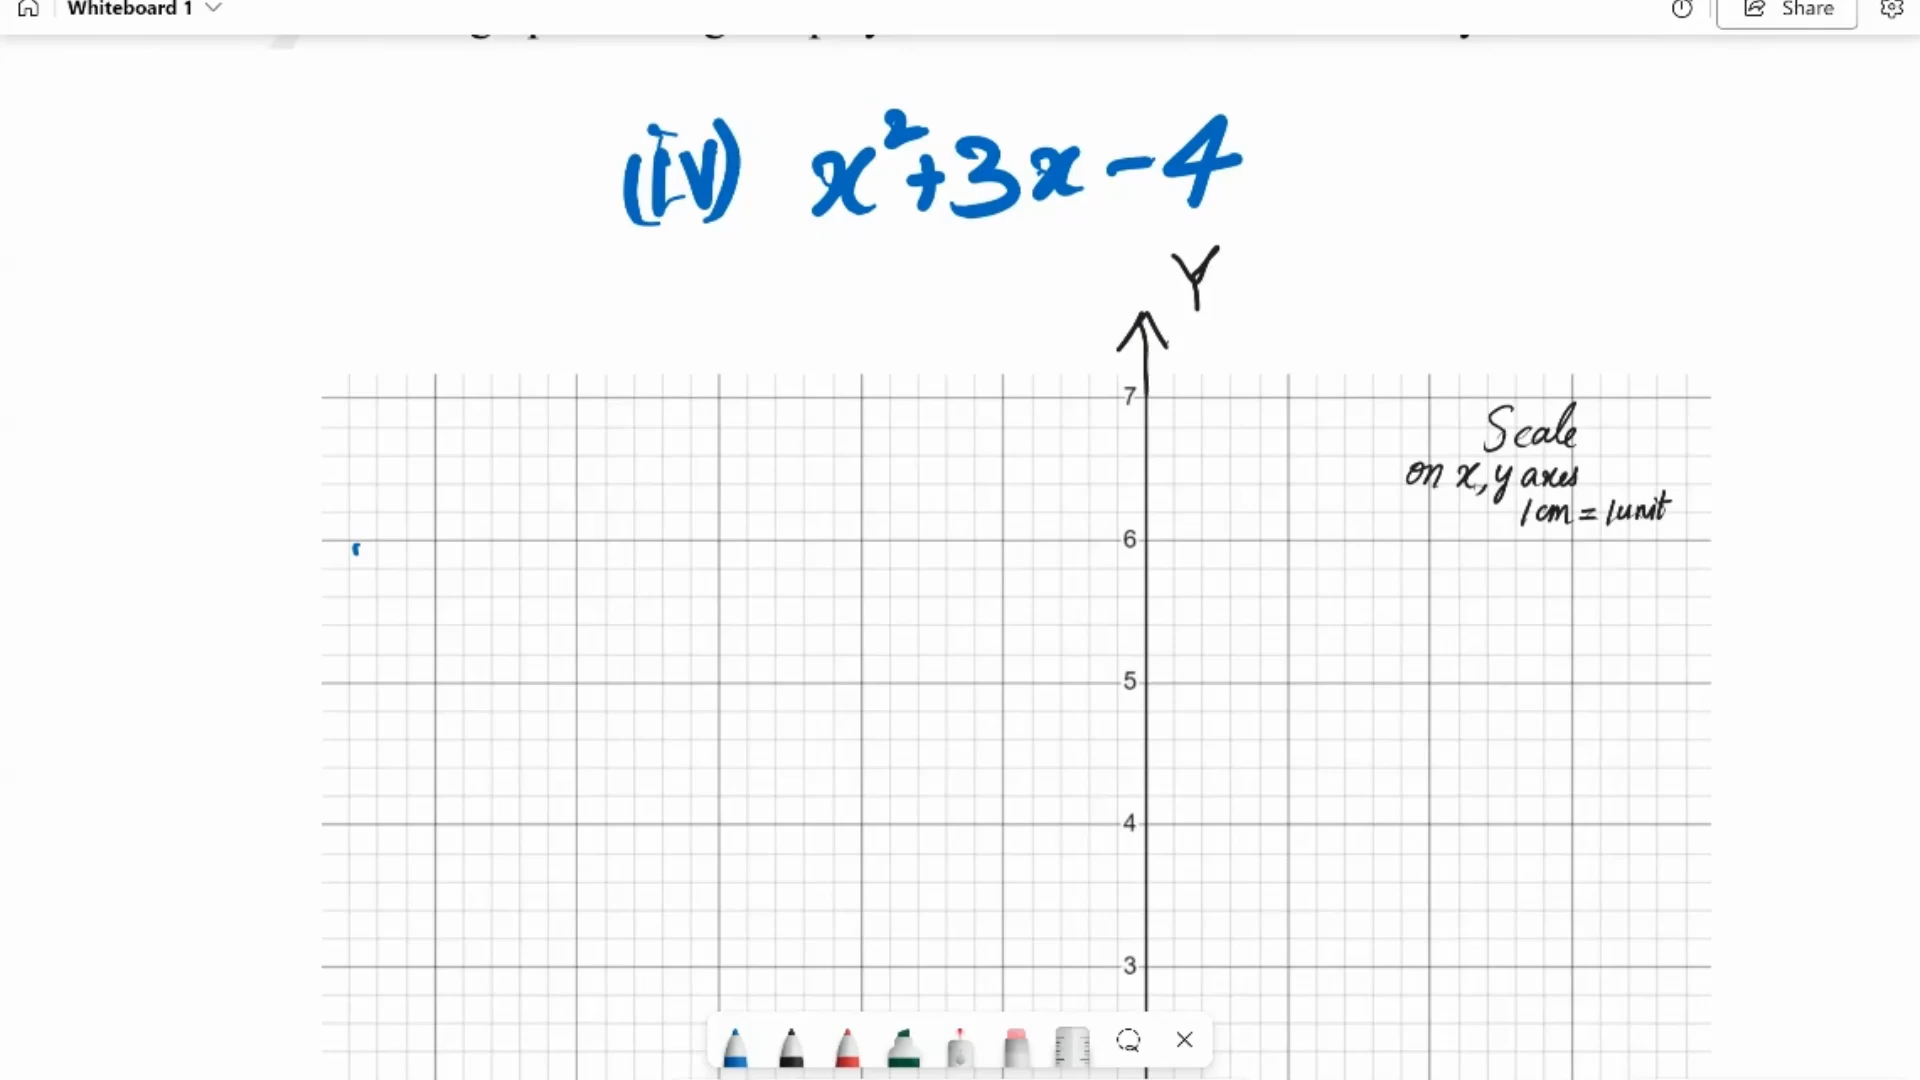 Whiteboard 1
Share
(iv) x²+3x-4
Y
7
Scale
on x, y axes
1cm = 1unit
6
5
4
3